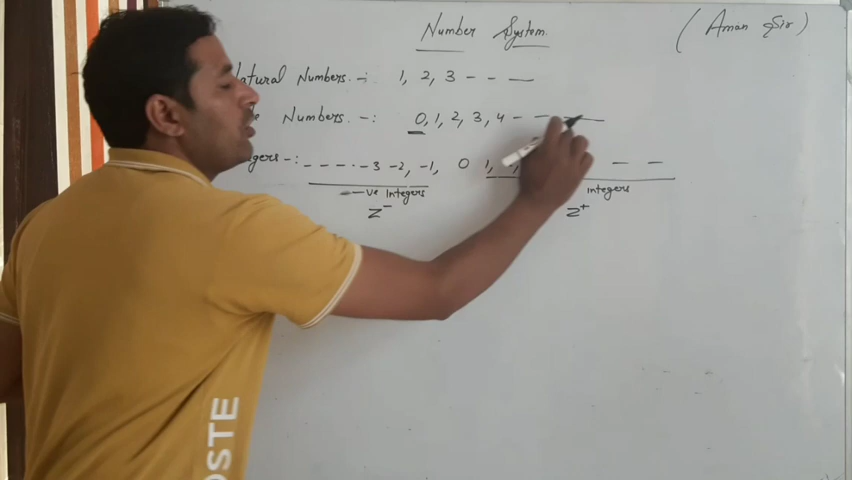 Number System
(Aman Sir)
Natural Numbers -: 1, 2, 3 - - —
Numbers -: 0, 1, 2, 3, 4 - — — —
-: - - - - -3 -2, -1, 0 1, — —
-ve Integers integers
Z⁻ Z⁺
OSTE